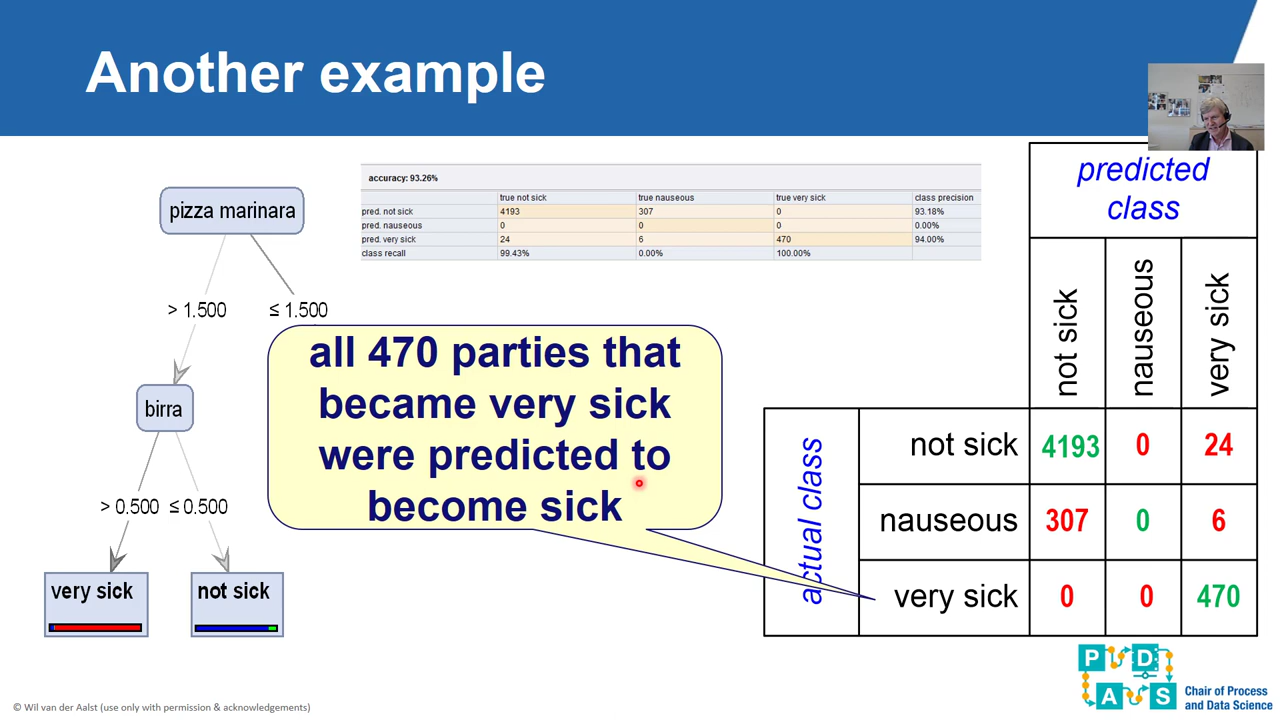 Another example
pizza marinara
> 1.500
≤ 1.500
birra
> 0.500
≤ 0.500
very sick
not sick
accuracy: 93.26%
true not sick true nauseous true very sick class precision
pred. not sick 4193 307 0 93.18%
pred. nauseous 0 0 0 0.00%
pred. very sick 24 6 470 94.00%
class recall 99.43% 0.00% 100.00%
all 470 parties that
became very sick
were predicted to
become sick
predicted
class
not sick
nauseous
very sick
actual class
not sick 4193 0 24
nauseous 307 0 6
very sick 0 0 470
P D
A S
Chair of Process
and Data Science
© Wil van der Aalst (use only with permission & acknowledgements)